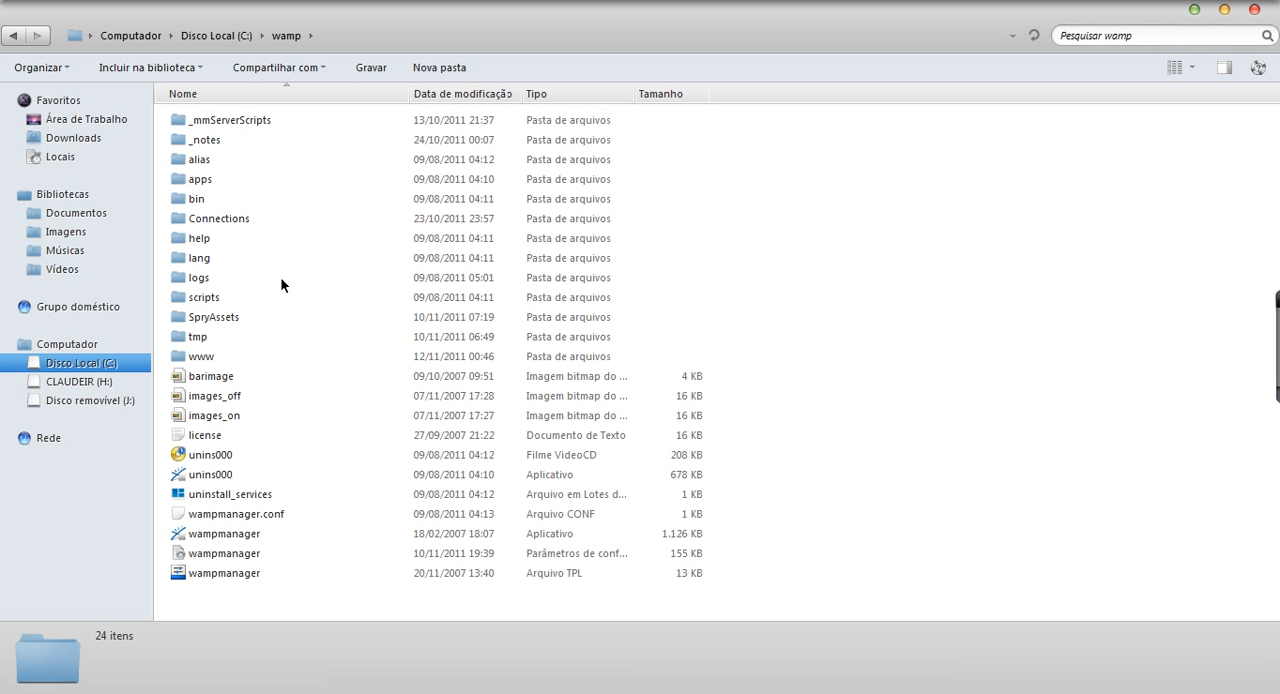 Computador
Disco Local (C:)
wamp
Pesquisar wamp
Organizar
Incluir na biblioteca
Compartilhar com
Gravar
Nova pasta
Favoritos
Área de Trabalho
Downloads
Locais
Bibliotecas
Documentos
Imagens
Músicas
Vídeos
Grupo doméstico
Computador
Disco Local (C:)
CLAUDEIR (H:)
Disco removível (J:)
Rede
Nome Data de modificação Tipo Tamanho
_mmServerScripts 13/10/2011 21:37 Pasta de arquivos
_notes 24/10/2011 00:07 Pasta de arquivos
alias 09/08/2011 04:12 Pasta de arquivos
apps 09/08/2011 04:10 Pasta de arquivos
bin 09/08/2011 04:11 Pasta de arquivos
Connections 23/10/2011 23:57 Pasta de arquivos
help 09/08/2011 04:11 Pasta de arquivos
lang 09/08/2011 04:11 Pasta de arquivos
logs 09/08/2011 05:01 Pasta de arquivos
scripts 09/08/2011 04:11 Pasta de arquivos
SpryAssets 10/11/2011 07:19 Pasta de arquivos
tmp 10/11/2011 06:49 Pasta de arquivos
www 12/11/2011 00:46 Pasta de arquivos
barimage 09/10/2007 09:51 Imagem bitmap do ... 4 KB
images_off 07/11/2007 17:28 Imagem bitmap do ... 16 KB
images_on 07/11/2007 17:27 Imagem bitmap do ... 16 KB
license 27/09/2007 21:22 Documento de Texto 16 KB
unins000 09/08/2011 04:12 Filme VideoCD 208 KB
unins000 09/08/2011 04:10 Aplicativo 678 KB
uninstall_services 09/08/2011 04:12 Arquivo em Lotes d... 1 KB
wampmanager.conf 09/08/2011 04:13 Arquivo CONF 1 KB
wampmanager 18/02/2007 18:07 Aplicativo 1.126 KB
wampmanager 10/11/2011 19:39 Parâmetros de conf... 155 KB
wampmanager 20/11/2007 13:40 Arquivo TPL 13 KB
24 itens